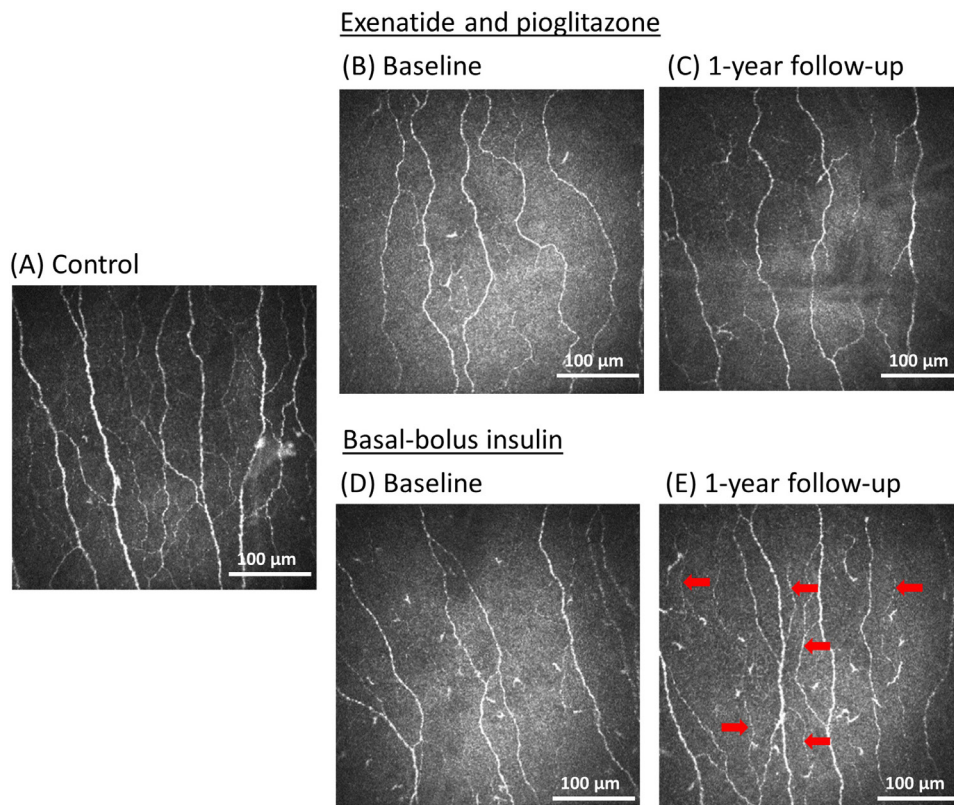 Exenatide and pioglitazone
(B) Baseline
(C) 1-year follow-up
100 µm
100 µm
(A) Control
100 µm
Basal-bolus insulin
(D) Baseline
(E) 1-year follow-up
100 µm
100 µm